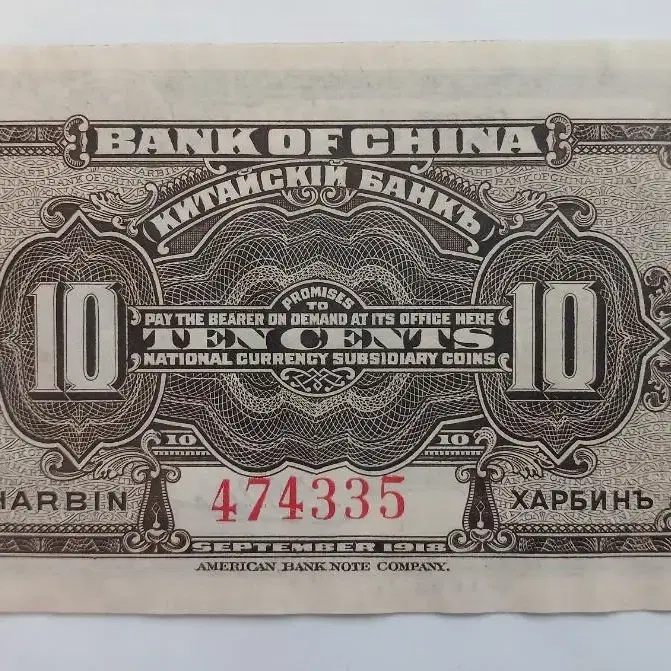 BANK OF CHINA
КИТАЙСКІЙ БАНКЪ
10
10
PROMISES
TO
PAY THE BEARER ON DEMAND AT ITS OFFICE HERE
TEN CENTS
NATIONAL CURRENCY SUBSIDIARY COINS
10
10
HARBIN
474335
ХАРБИНЪ
SEPTEMBER 1918
AMERICAN BANK NOTE COMPANY.